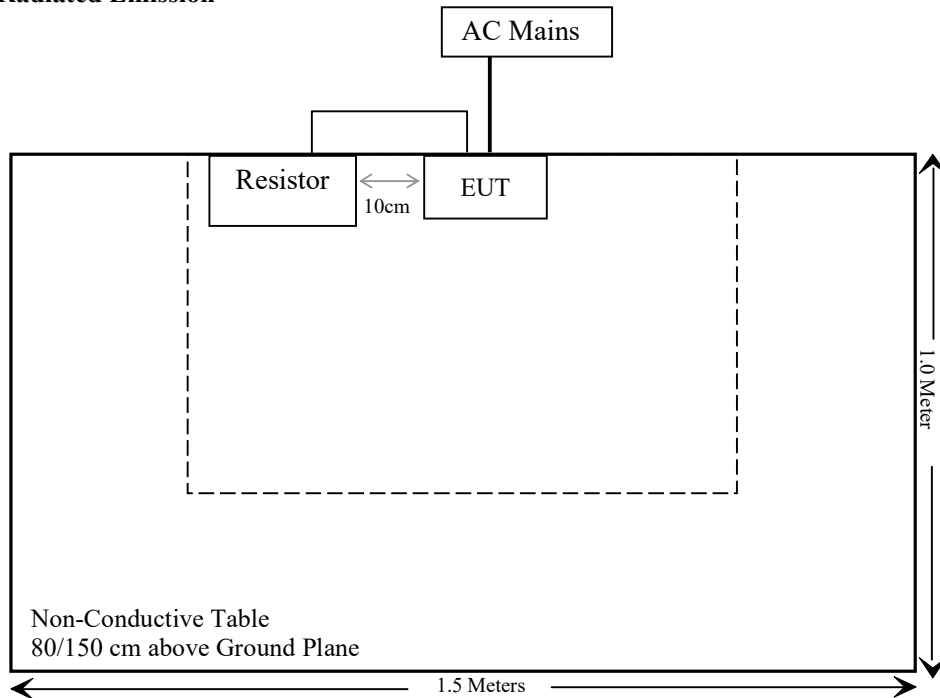 Radiated Emission
AC Mains
Resistor
EUT
10cm
1.0 Meter
Non-Conductive Table
80/150 cm above Ground Plane
1.5 Meters